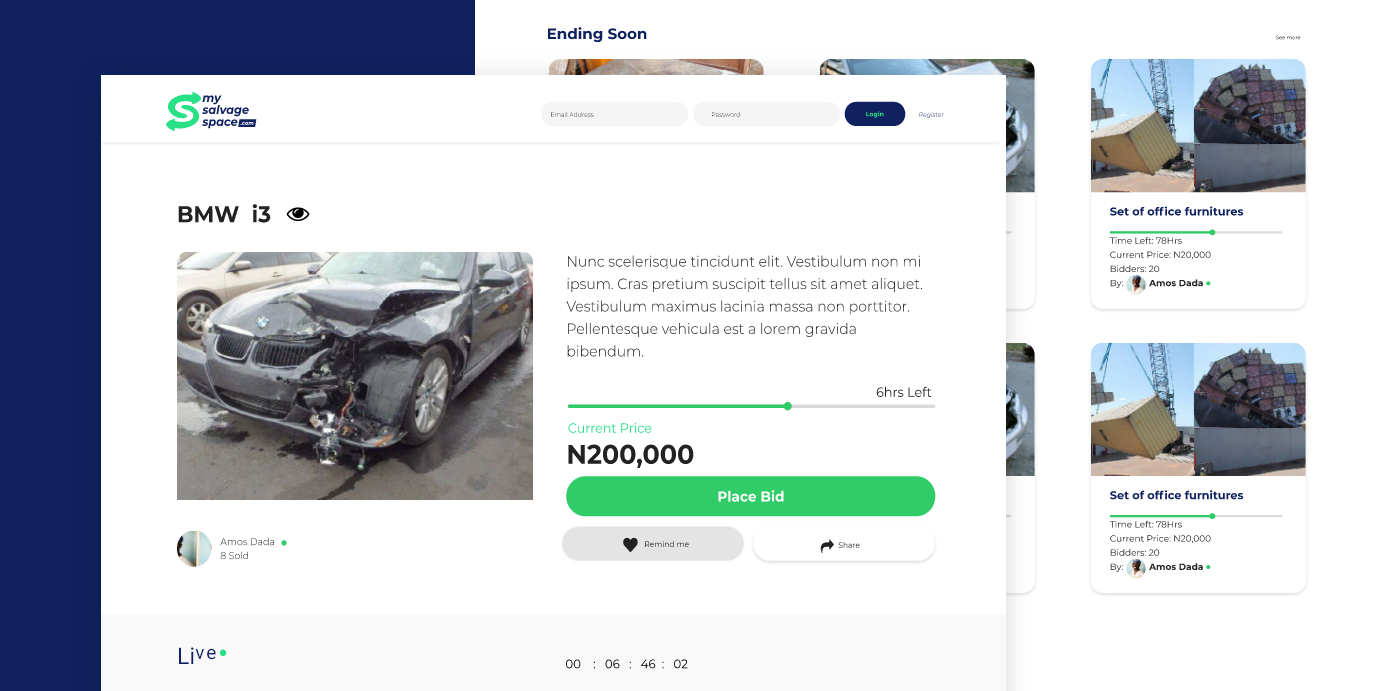 Ending Soon
See more
my
salvage
space.com
Email Address
Password
Login
Register
BMW i3
Nunc scelerisque tincidunt elit. Vestibulum non mi
ipsum. Cras pretium suscipit tellus sit amet aliquet.
Vestibulum maximus lacinia massa non porttitor.
Pellentesque vehicula est a lorem gravida
bibendum.
6hrs Left
Current Price
N200,000
Place Bid
Remind me
Share
Amos Dada
8 Sold
Live
00 : 06 : 46 : 02
Set of office furnitures
Time Left: 78Hrs
Current Price: N20,000
Bidders: 20
By: Amos Dada
Set of office furnitures
Time Left: 78Hrs
Current Price: N20,000
Bidders: 20
By: Amos Dada